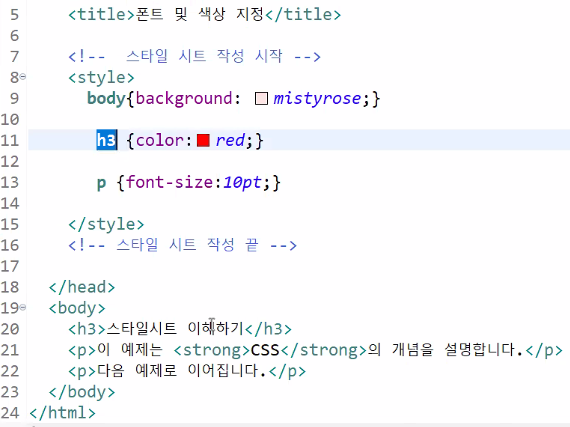 5 <title>폰트 및 색상 지정</title>
6
7 <!--  스타일 시트 작성 시작 -->
8 <style>
9 body{background: mistyrose;}
10
11 h3 {color: red;}
12
13 p {font-size:10pt;}
14
15 </style>
16 <!-- 스타일 시트 작성 끝 -->
17
18 </head>
19 <body>
20 <h3>스타일시트 이해하기</h3>
21 <p>이 예제는 <strong>CSS</strong>의 개념을 설명합니다.</p>
22 <p>다음 예제로 이어집니다.</p>
23 </body>
24 </html>